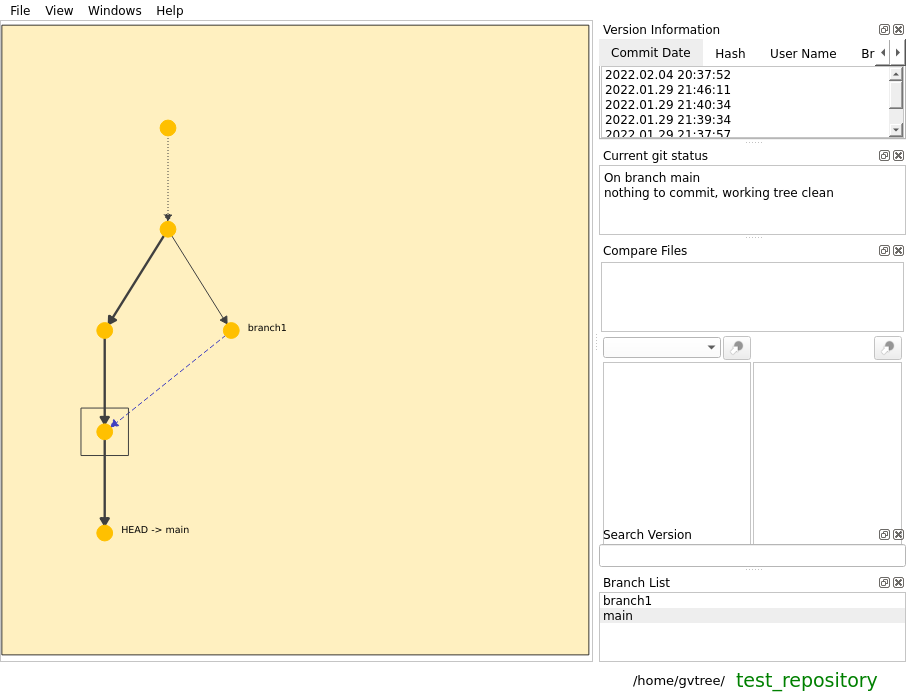 File View Windows Help
Version Information
Commit Date Hash User Name Br
2022.02.04 20:37:52
2022.01.29 21:46:11
2022.01.29 21:40:34
2022.01.29 21:39:34
2022.01.29 21:37:57
Current git status
On branch main
nothing to commit, working tree clean
Compare Files
branch1
HEAD -> main
Search Version
Branch List
branch1
main
/home/gvtree/ test_repository